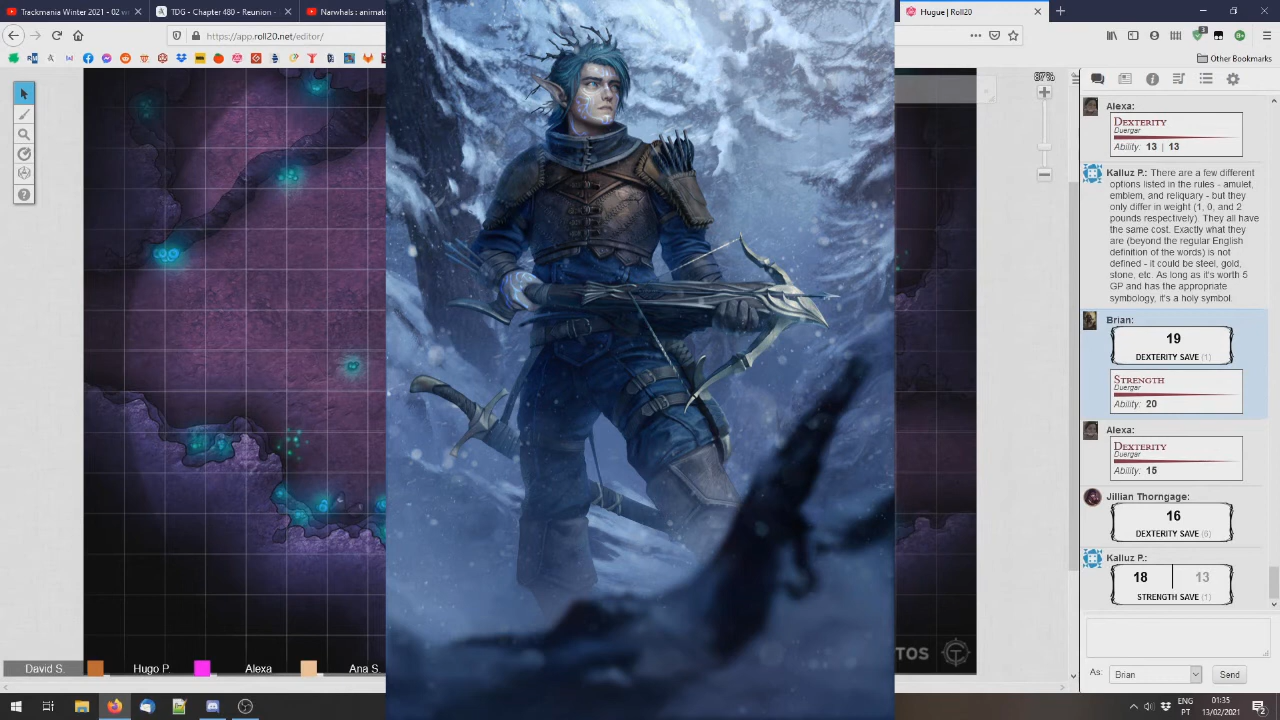 Trackmania Winter 2021 - 02
TDG - Chapter 480 - Reunion -
Narwhals : animated
Hugue | Roll20
https://app.roll20.net/editor/
Other Bookmarks
87%
Alexa:
DEXTERITY
Duergar
Ability: 13 | 13
Kalluz P.: There are a few
options listed in the rules - amulet,
emblem, and reliquary - but they
only differ in weight (1, 0, and 2
pounds respectively). They all have
the same cost. Exactly what they
are (beyond the regular English
definition of the words) is not
defined - it could be steel, gold,
stone, etc. As long as it's worth 5
GP and has the appropriate
symbology, it's a holy symbol.
Brian:
19
DEXTERITY SAVE (1)
STRENGTH
Duergar
Ability: 20
Alexa:
DEXTERITY
Duergar
Ability: 15
Jillian Thorngage:
16
DEXTERITY SAVE (6)
Kalluz P.:
18 13
STRENGTH SAVE (1)
TOS
David S.
Hugo P.
Alexa
Ana S
As: Brian Send
ENG
PT
01:35
13/02/2021
2